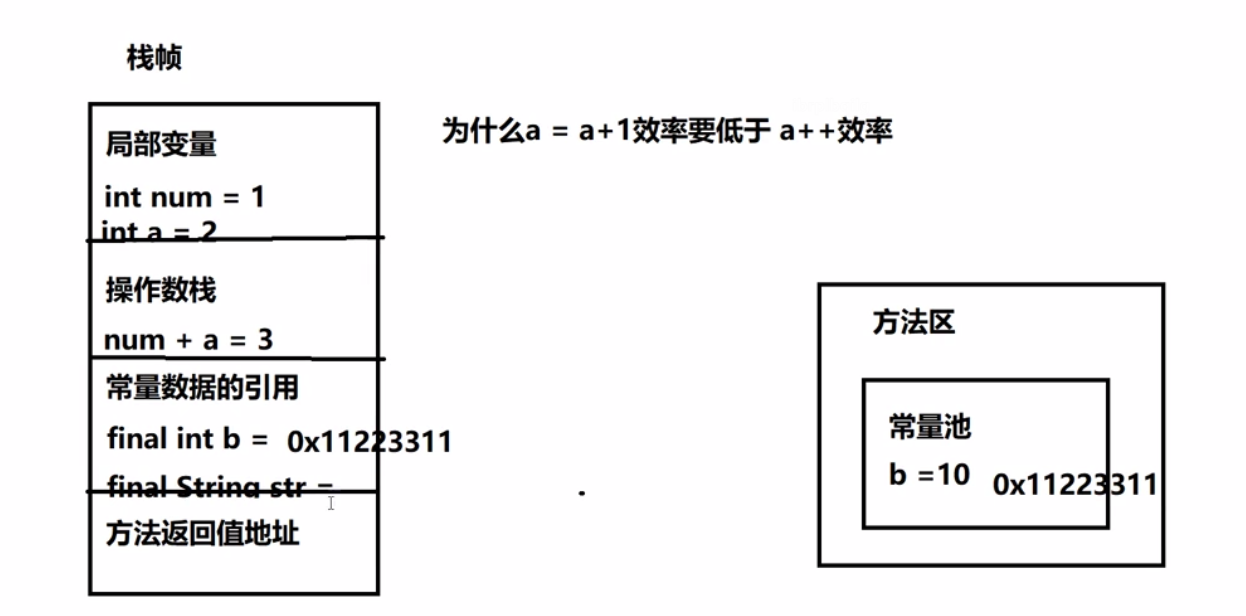 栈帧
局部变量
int num = 1
int a = 2
操作数栈
num + a = 3
常量数据的引用
final int b = 0x11223311
final String str =
方法返回值地址
为什么a = a+1效率要低于 a++效率
方法区
常量池
b =10 0x11223311